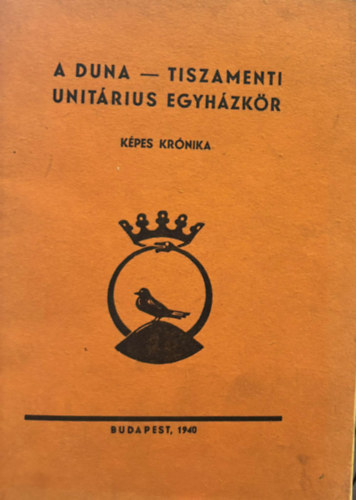 A DUNA — TISZAMENTI
UNITÁRIUS EGYHÁZKÖR
KÉPES KRÓNIKA
BUDAPEST, 1940